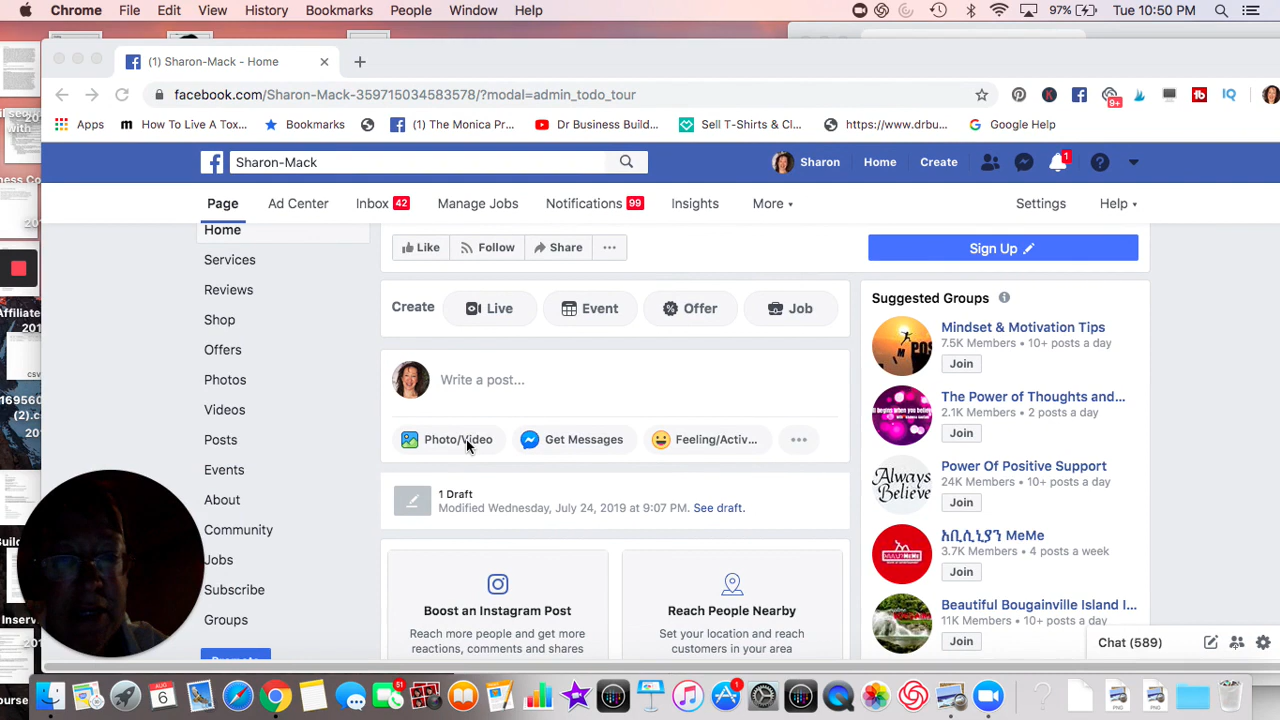 Chrome File Edit View History Bookmarks People Window Help 97% Tue 10:50 PM
(1) Sharon-Mack - Home
facebook.com/Sharon-Mack-359715034583578/?modal=admin_todo_tour 9+
Apps How To Live A Tox... Bookmarks (1) The Monica Pr... Dr Business Build... Sell T-Shirts & Cl... https://www.drbu... Google Help
Sharon-Mack Sharon Home Create 1
Page Ad Center Inbox 42 Manage Jobs Notifications 99 Insights More Settings Help
Home
Services
Reviews
Shop
Offers
Photos
Videos
Posts
Events
About
Community
Jobs
Subscribe
Groups
Like Follow Share
Sign Up
Create Live Event Offer Job
Write a post...
Photo/Video Get Messages Feeling/Activ...
1 Draft
Modified Wednesday, July 24, 2019 at 9:07 PM. See draft.
Boost an Instagram Post
Reach more people and get more
reactions, comments and shares
Reach People Nearby
Set your location and reach
people in your area
Suggested Groups
Mindset & Motivation Tips
7.5K Members • 10+ posts a day
Join
The Power of Thoughts and...
2.1K Members • 2 posts a day
Join
Power Of Positive Support
24K Members • 10+ posts a day
Join
Always
Believe
አቢሲኒያን MeMe
3.7K Members • 4 posts a week
Join
Beautiful Bougainville Island I...
11K Members • 10+ posts a day
Join
Chat (589)
Affiliate
AUG
6
51
1